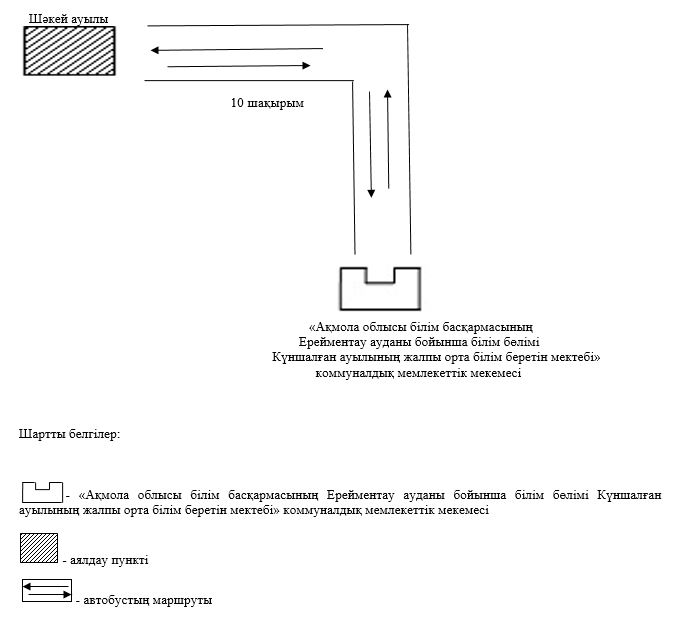 Шәкей ауылы
10 шақырым
«Ақмола облысы білім басқармасының
Ерейментау ауданы бойынша білім бөлімі
Күншалған ауылының жалпы орта білім беретін мектебі»
коммуналдық мемлекеттік мекемесі
Шартты белгілер:
- «Ақмола облысы білім басқармасының Ерейментау ауданы бойынша білім бөлімі Күншалған
ауылының жалпы орта білім беретін мектебі» коммуналдық мемлекеттік мекемесі
- аялдау пункті
- автобустың маршруты